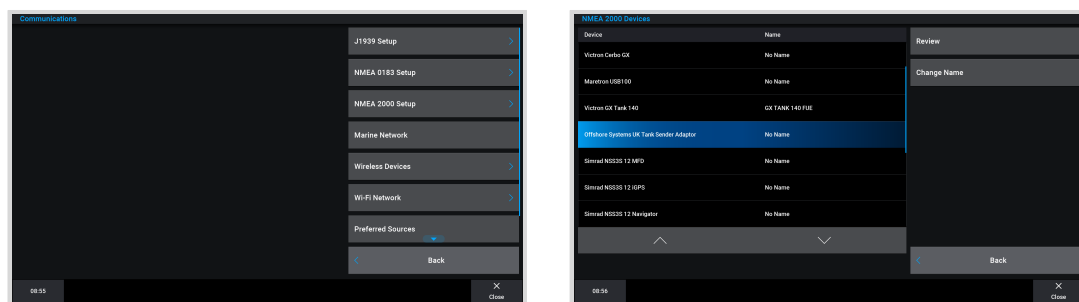 Communications
J1939 Setup
NMEA 0183 Setup
NMEA 2000 Setup
Marine Network
Wireless Devices
Wi-Fi Network
Preferred Sources
Back
08:55
Close
NMEA 2000 Devices
Device Name
Victron Cerbo GX No Name
Maretron USB100 No Name
Victron GX Tank 140 GX TANK 140 FUE
Offshore Systems UK Tank Sender Adaptor No Name
Simrad NSS3S 12 MFD No Name
Simrad NSS3S 12 iGPS No Name
Simrad NSS3S 12 Navigator No Name
Review
Change Name
Back
08:56
Close